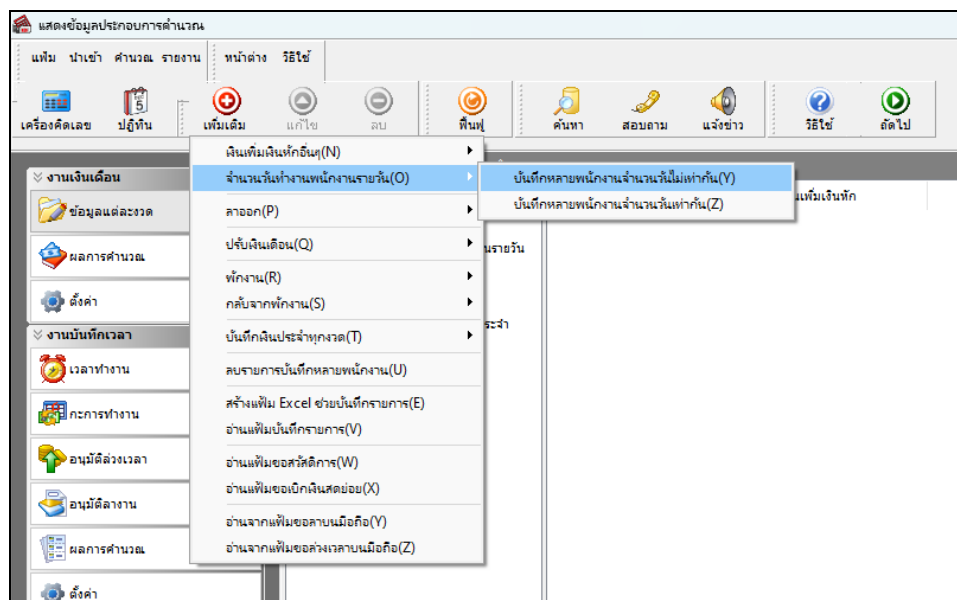 แสดงข้อมูลประกอบการคำนวณ
แฟ้ม นำเข้า คำนวณ รายงาน หน้าต่าง วิธีใช้
เครื่องคิดเลข ปฏิทิน เพิ่มเติม แก้ไข ลบ ฟื้นฟู ค้นหา สอบถาม แจ้งข่าว วิธีใช้ ถัดไป
เงินเพิ่มเงินหักอื่นๆ(N)
งานเงินเดือน
จำนวนวันทำงานพนักงานรายวัน(O)
บันทึกหลายพนักงานจำนวนวันไม่เท่ากัน(Y)
นเพิ่มเงินหัก
ข้อมูลแต่ละงวด
ลาออก(P)
บันทึกหลายพนักงานจำนวนวันเท่ากัน(Z)
ปรับเงินเดือน(Q)
นรายวัน
ผลการคำนวณ
พักงาน(R)
ตั้งค่า
กลับจากพักงาน(S)
ระจำ
งานบันทึกเวลา
บันทึกเงินประจำทุกงวด(T)
เวลาทำงาน
ลบรายการบันทึกหลายพนักงาน(U)
สร้างแฟ้ม Excel ช่วยบันทึกรายการ(E)
กะการทำงาน
อ่านแฟ้มบันทึกรายการ(V)
อนุมัติล่วงเวลา
อ่านแฟ้มขอสวัสดิการ(W)
อ่านแฟ้มขอเบิกเงินสดย่อย(X)
อนุมัติลางาน
อ่านจากแฟ้มขอลาบนมือถือ(Y)
ผลการคำนวณ
อ่านจากแฟ้มขอล่วงเวลาบนมือถือ(Z)
ตั้งค่า